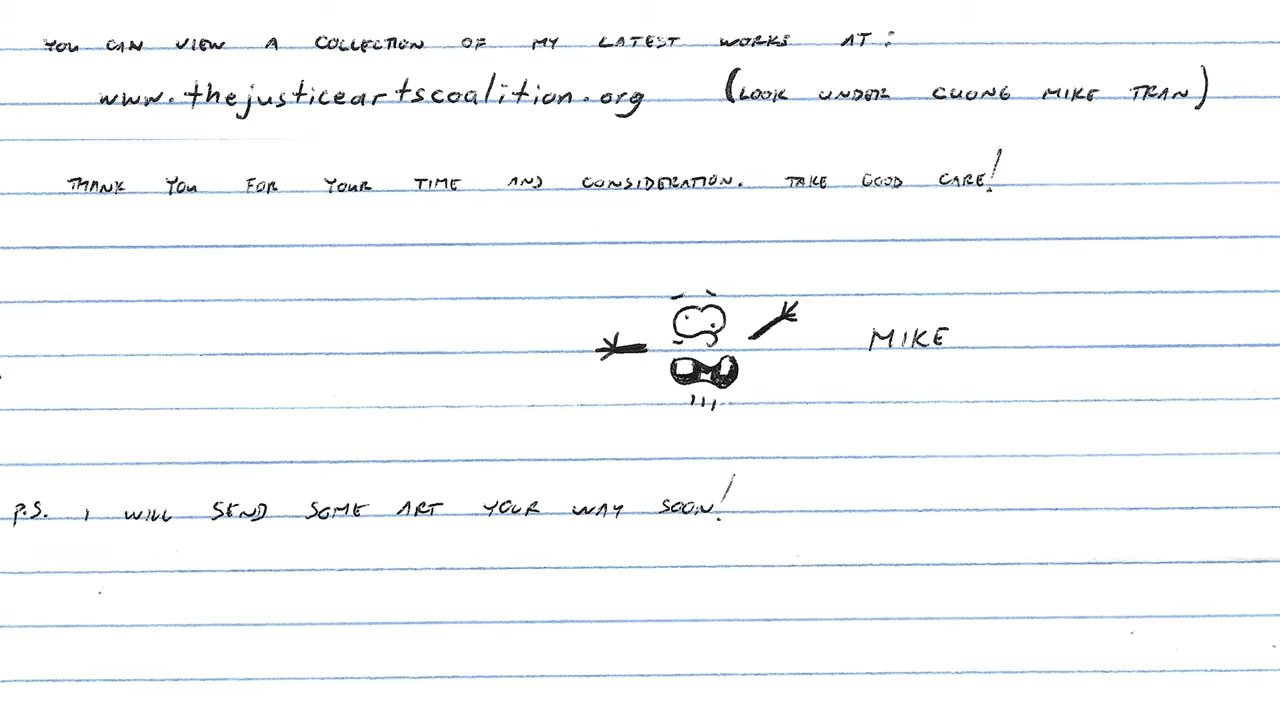 YOU CAN VIEW A COLLECTION OF MY LATEST WORKS AT:
www.thejusticeartscoalition.org (LOOK UNDER CUONG MIKE TRAN)
THANK YOU FOR YOUR TIME AND CONSIDERATION. TAKE GOOD CARE!
MIKE
P.S. I WILL SEND SOME ART YOUR WAY SOON!